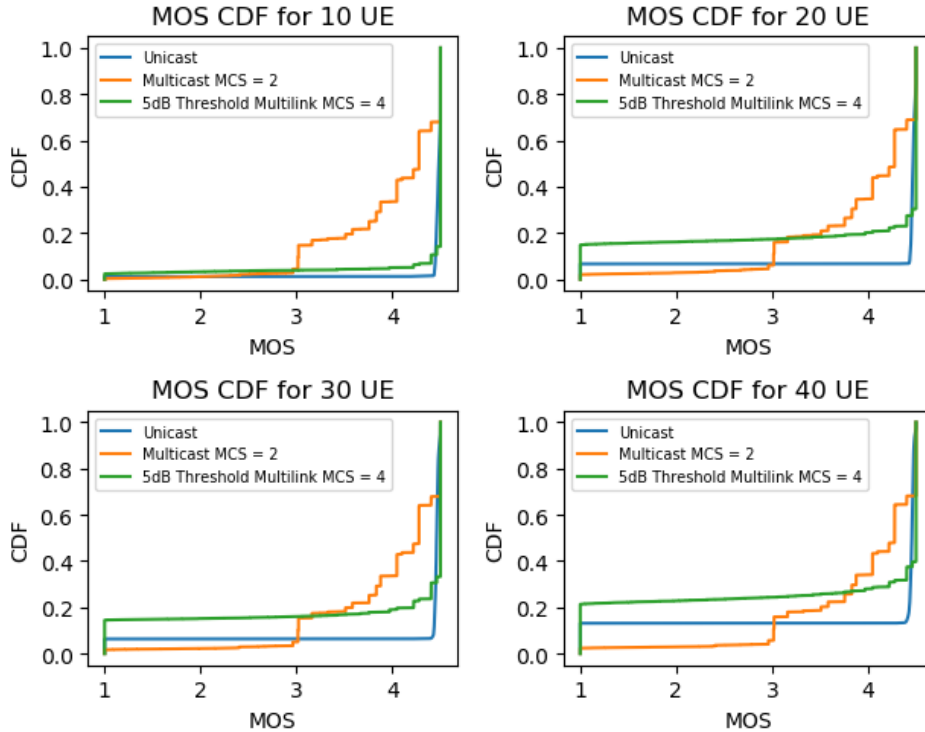 MOS CDF for 10 UE
1.0
0.8
0.6
0.4
0.2
0.0
CDF
Unicast
Multicast MCS = 2
5dB Threshold Multilink MCS = 4
1 2 3 4
MOS
MOS CDF for 20 UE
1.0
0.8
0.6
0.4
0.2
0.0
CDF
Unicast
Multicast MCS = 2
5dB Threshold Multilink MCS = 4
1 2 3 4
MOS
MOS CDF for 30 UE
1.0
0.8
0.6
0.4
0.2
0.0
CDF
Unicast
Multicast MCS = 2
5dB Threshold Multilink MCS = 4
1 2 3 4
MOS
MOS CDF for 40 UE
1.0
0.8
0.6
0.4
0.2
0.0
CDF
Unicast
Multicast MCS = 2
5dB Threshold Multilink MCS = 4
1 2 3 4
MOS